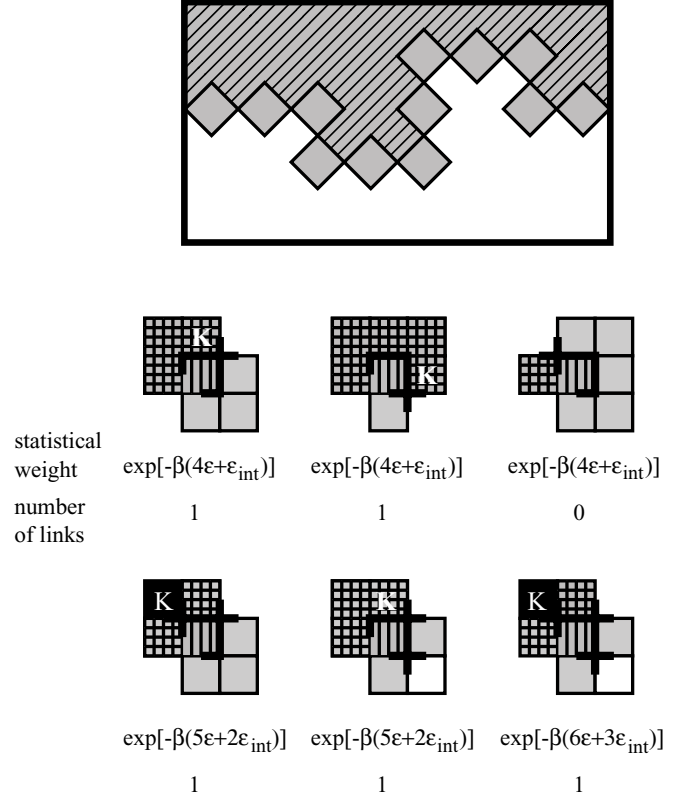 K
K
statistical
weight
exp[-β(4ε+ε_int)] exp[-β(4ε+ε_int)] exp[-β(4ε+ε_int)]
number
of links
1 1 0
K K K
exp[-β(5ε+2ε_int)] exp[-β(5ε+2ε_int)] exp[-β(6ε+3ε_int)]
1 1 1